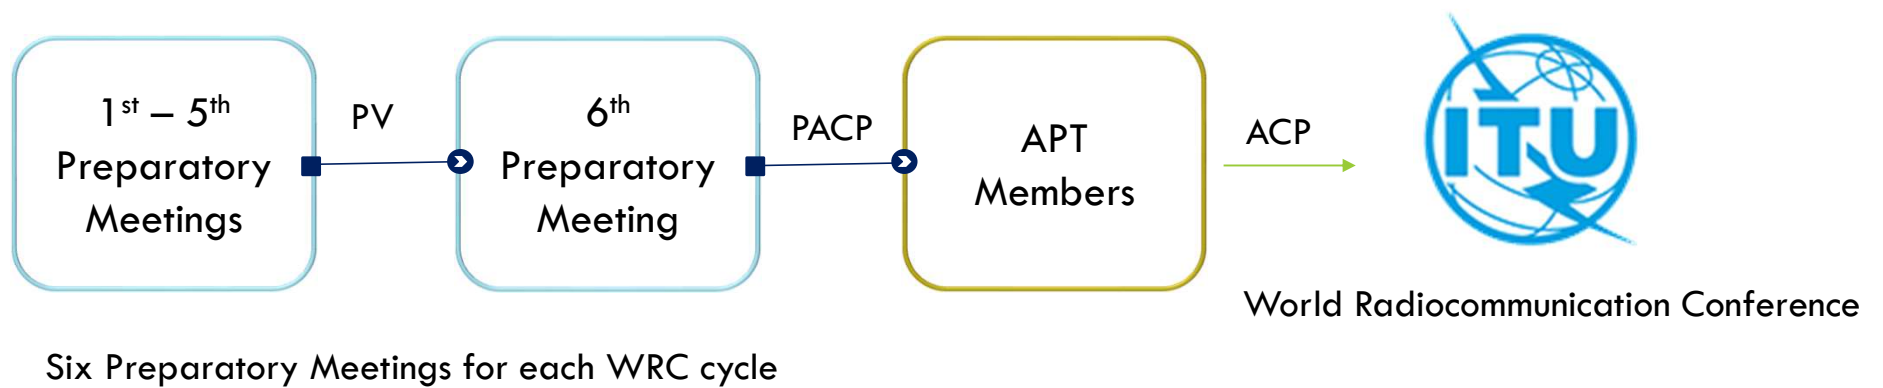 1st – 5th
Preparatory
Meetings
PV
6th
Preparatory
Meeting
PACP
APT
Members
ACP
ITU
World Radiocommunication Conference
Six Preparatory Meetings for each WRC cycle